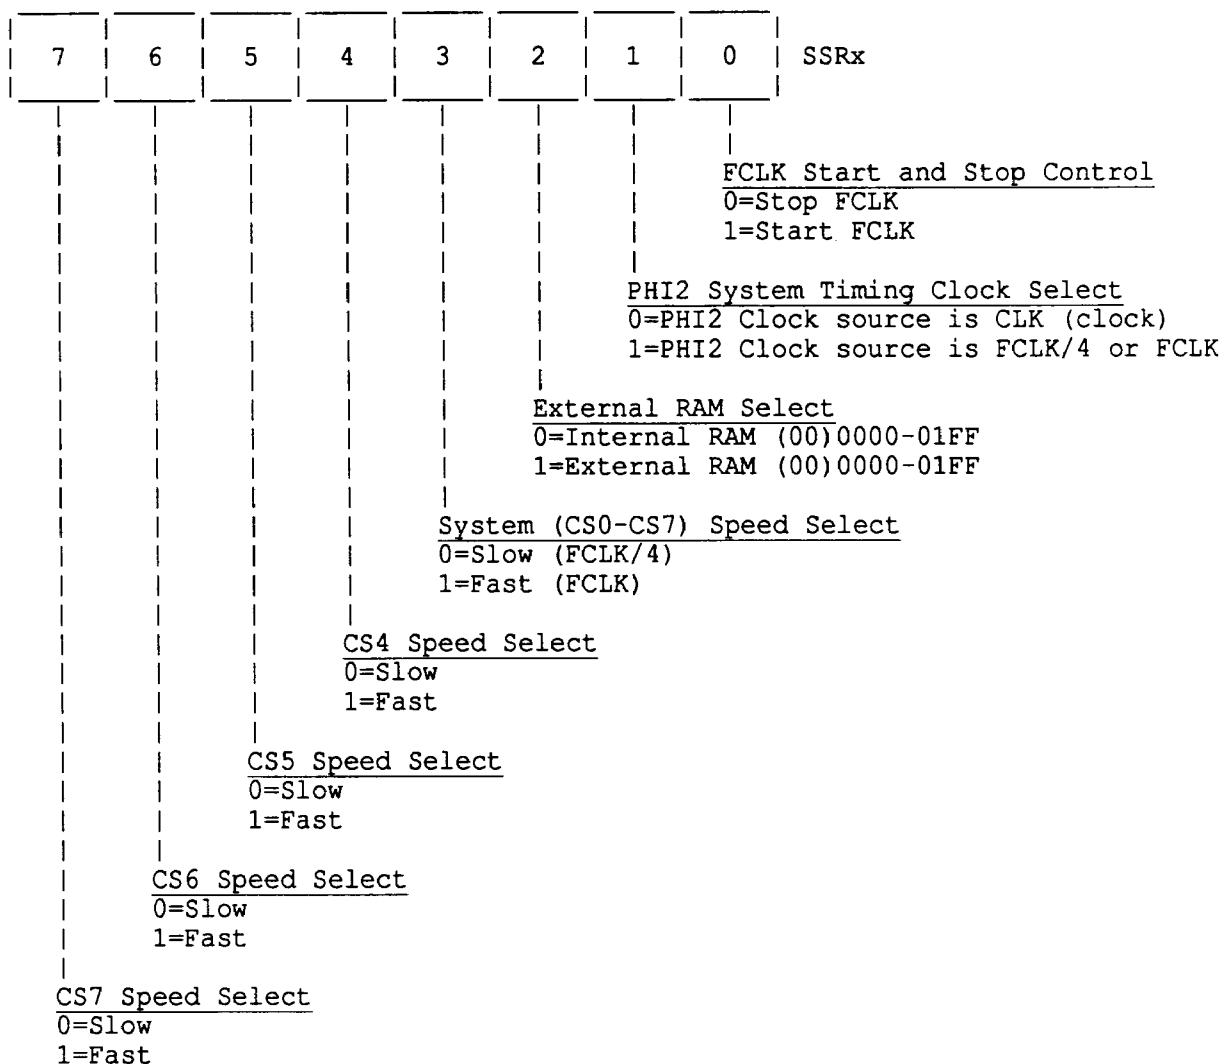 7 6 5 4 3 2 1 0 SSRx
FCLK Start and Stop Control
0=Stop FCLK
1=Start FCLK
PHI2 System Timing Clock Select
0=PHI2 Clock source is CLK (clock)
1=PHI2 Clock source is FCLK/4 or FCLK
External RAM Select
0=Internal RAM (00)0000-01FF
1=External RAM (00)0000-01FF
System (CS0-CS7) Speed Select
0=Slow (FCLK/4)
1=Fast (FCLK)
CS4 Speed Select
0=Slow
1=Fast
CS5 Speed Select
0=Slow
1=Fast
CS6 Speed Select
0=Slow
1=Fast
CS7 Speed Select
0=Slow
1=Fast